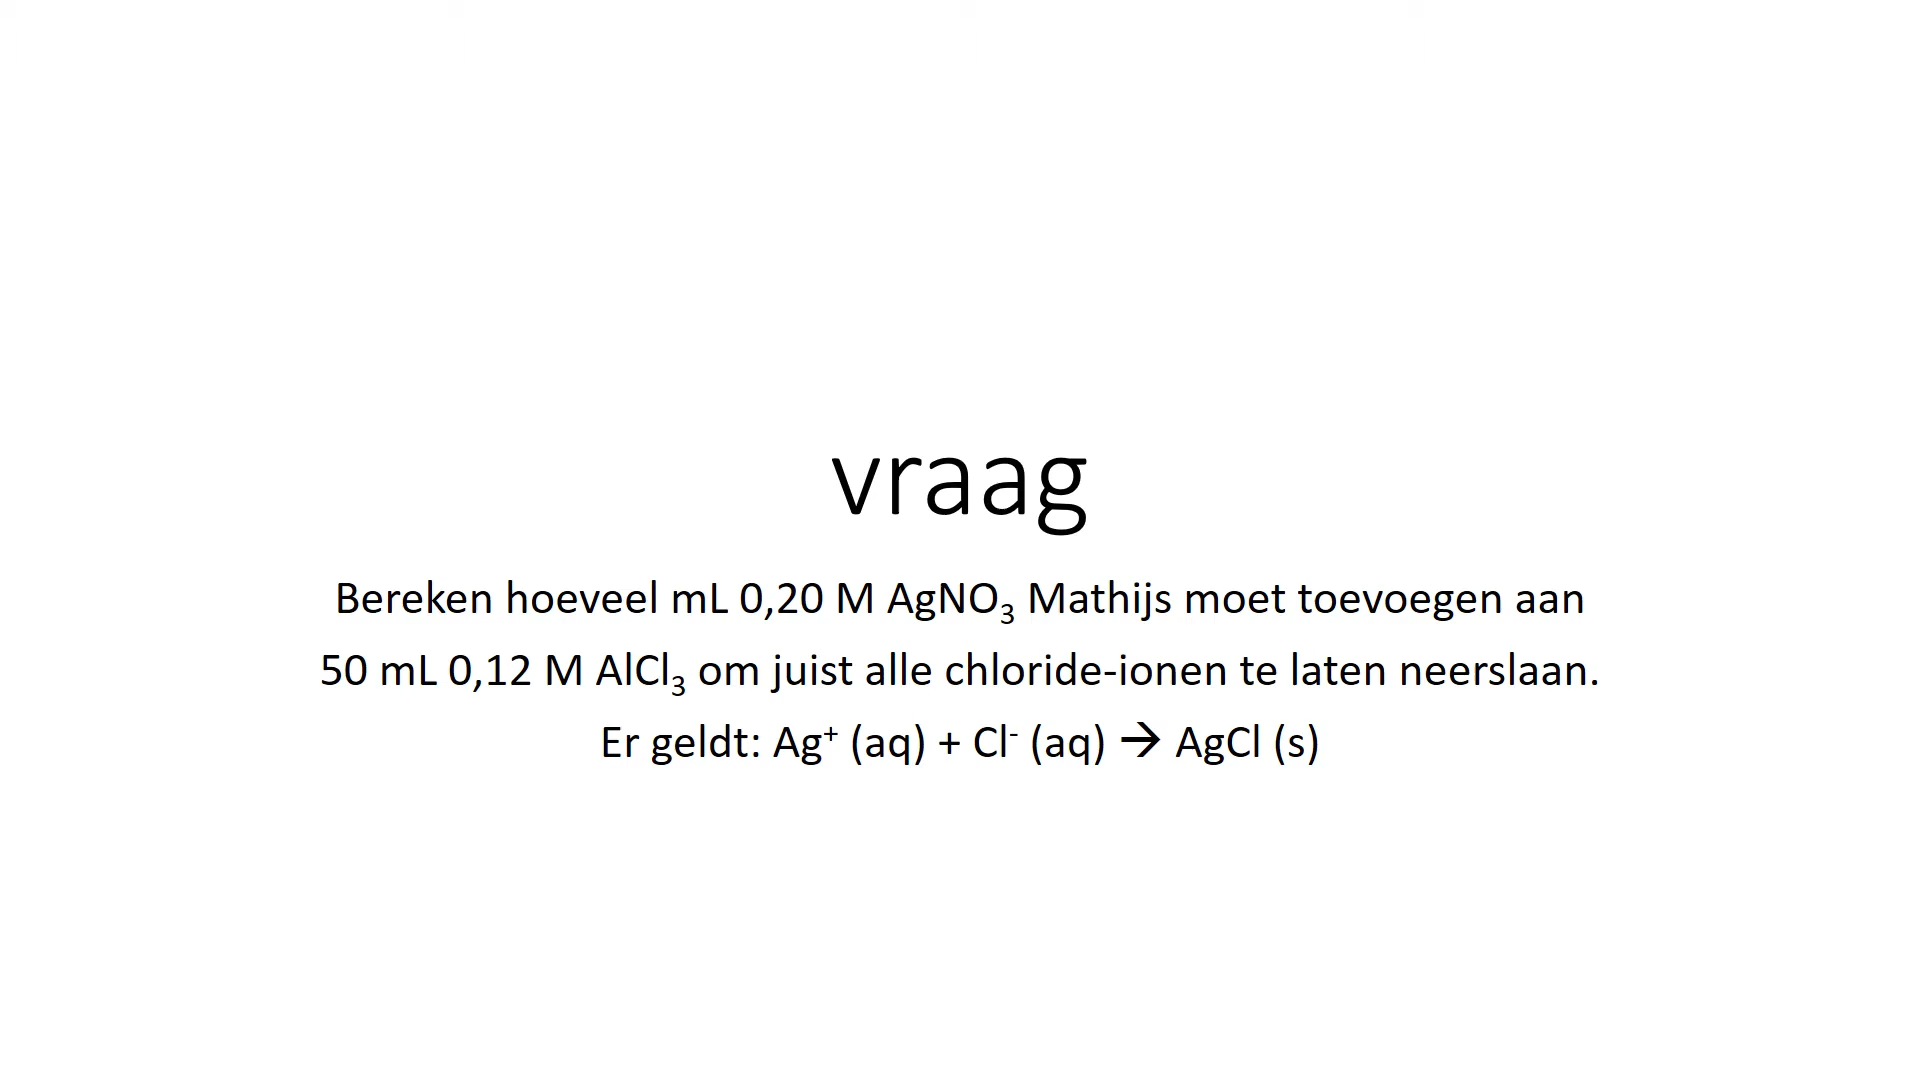 vraag
Bereken hoeveel mL 0,20 M AgNO₃ Mathijs moet toevoegen aan
50 mL 0,12 M AlCl₃ om juist alle chloride-ionen te laten neerslaan.
Er geldt: Ag⁺ (aq) + Cl⁻ (aq) → AgCl (s)